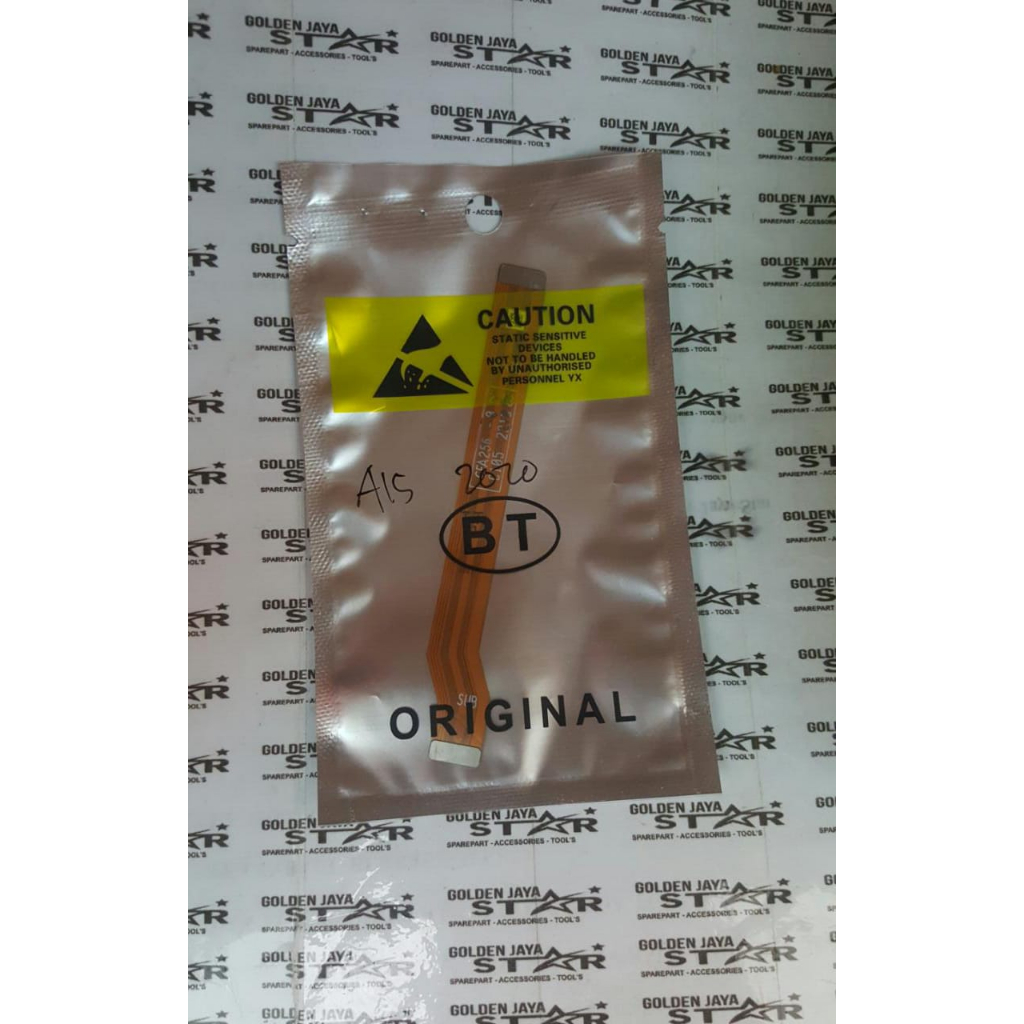 GOLDEN JAYA
STAR
SPAREPART - ACCESSORIES - TOOL'S
CAUTION
STATIC SENSITIVE
DEVICES
NOT TO BE HANDLED
BY UNAUTHORISED
PERSONNEL YX
A15 2020
BT
ORIGINAL